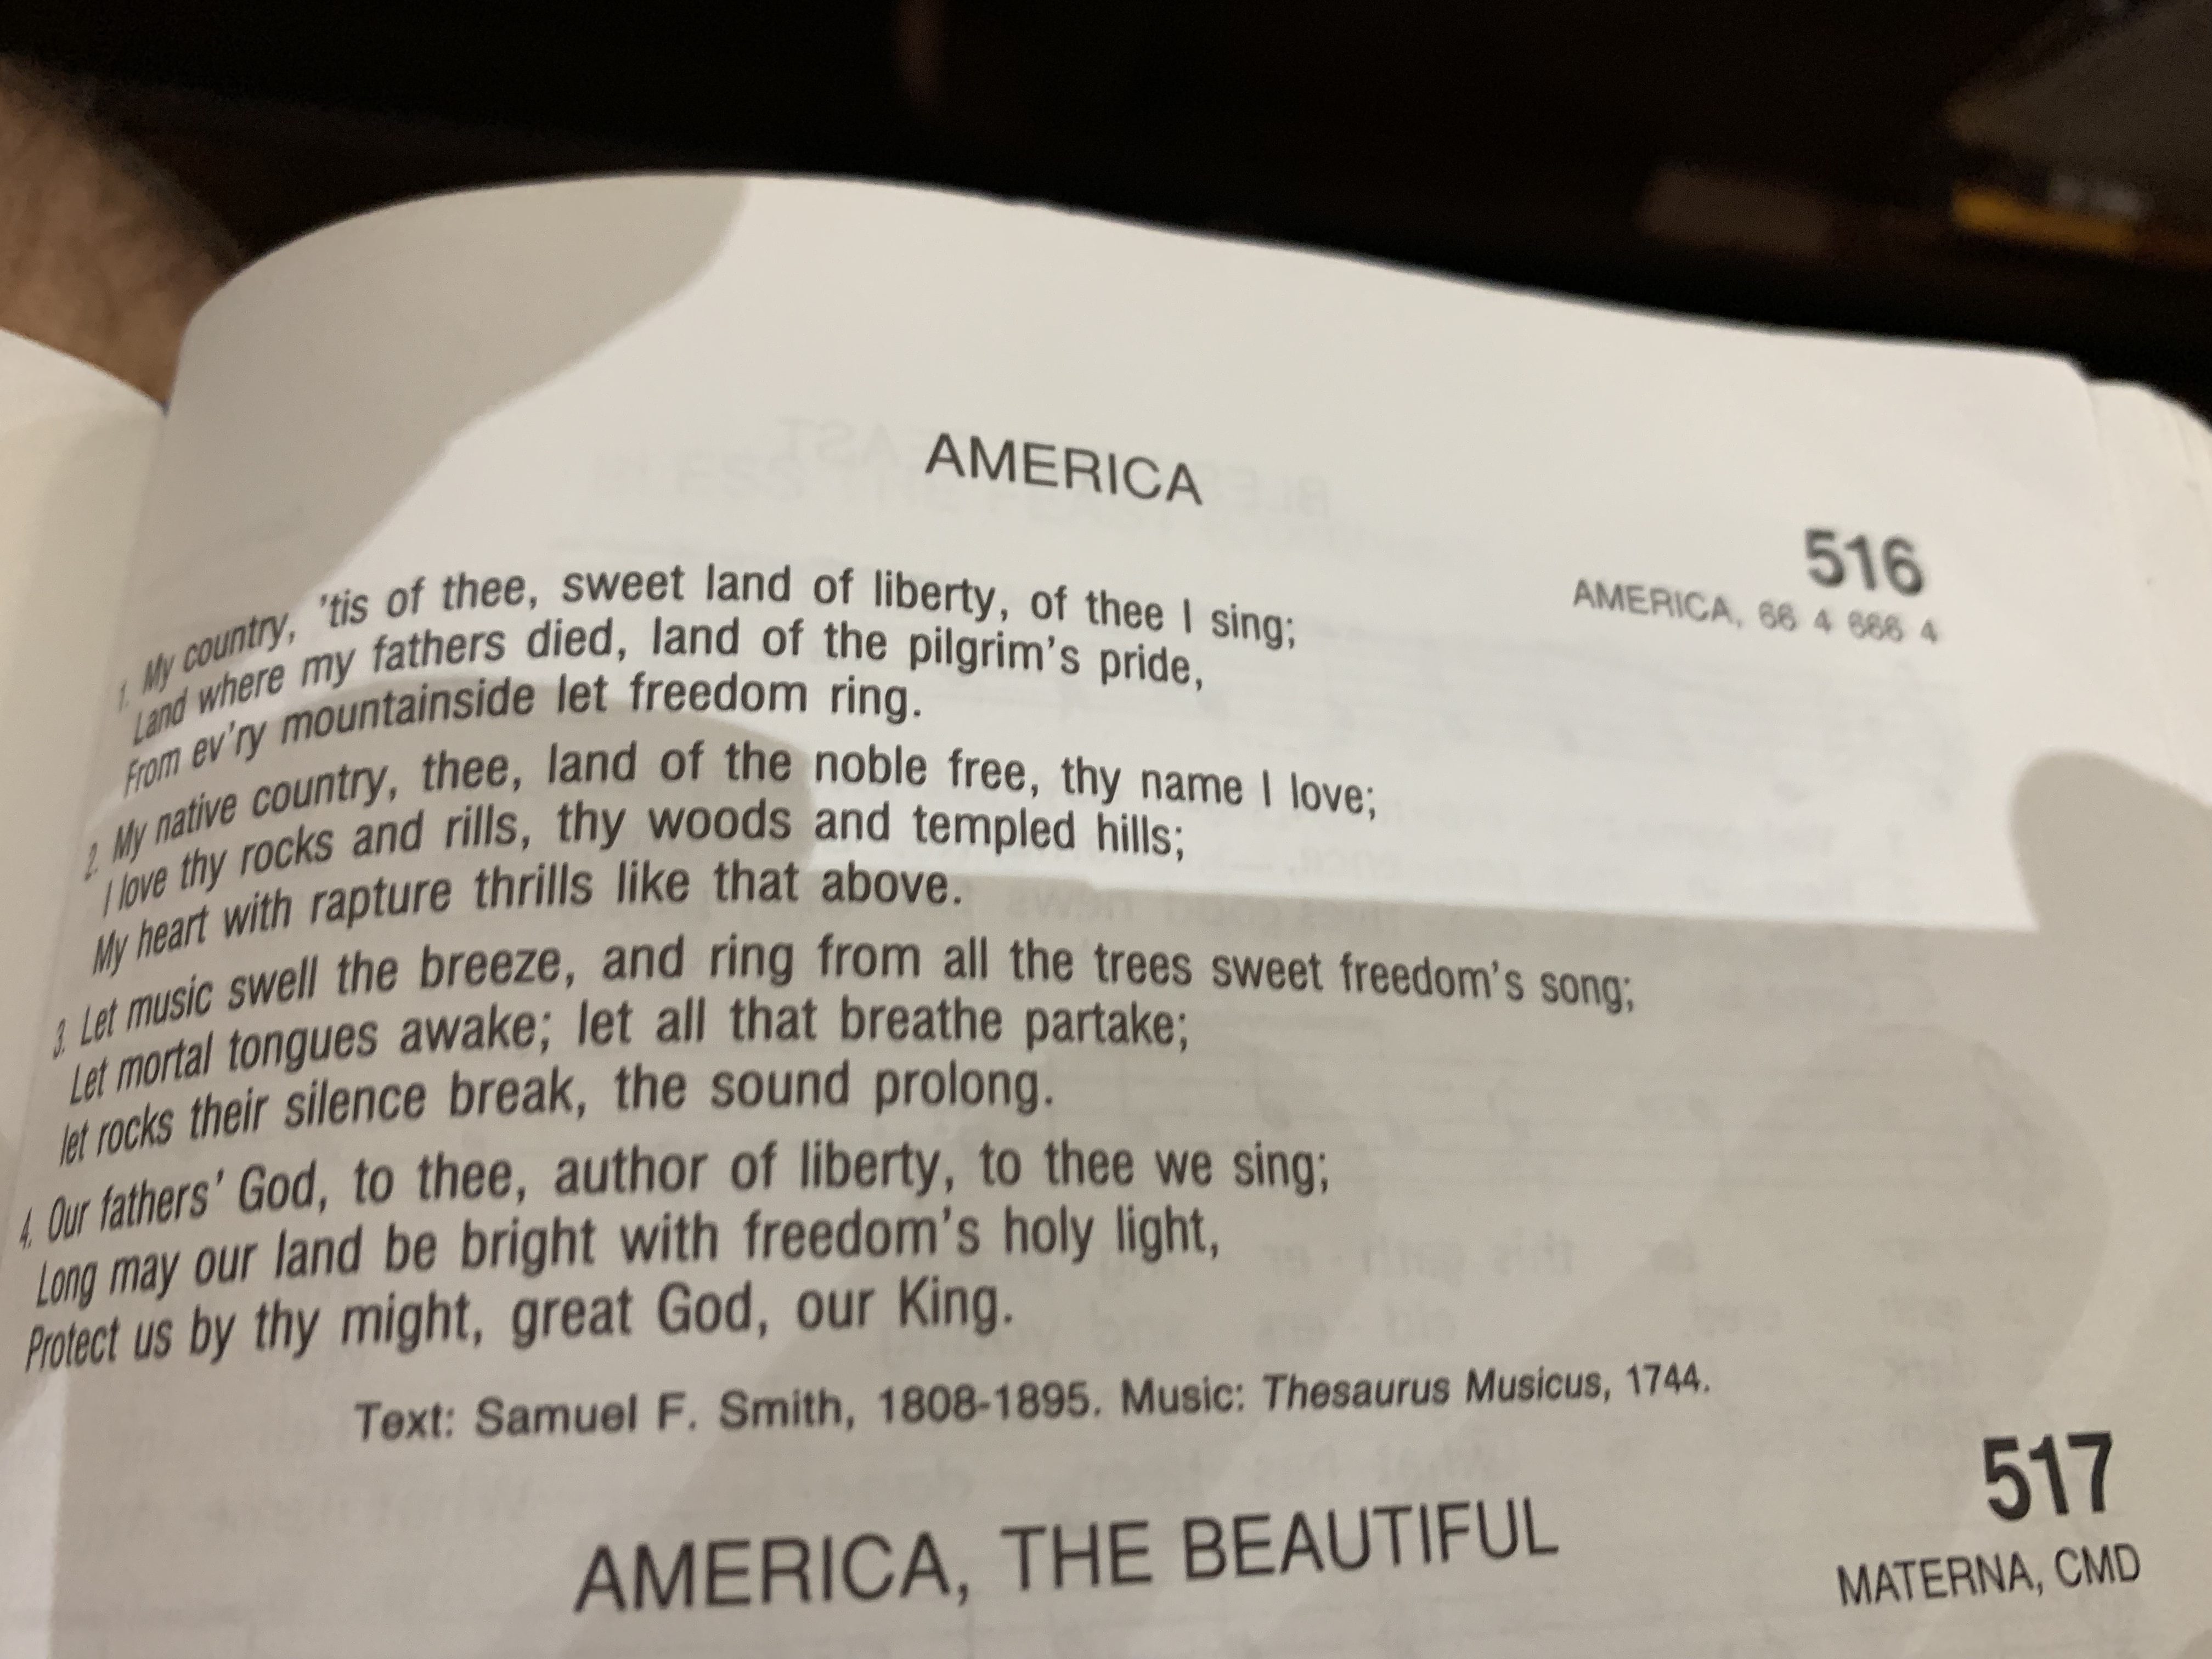 AMERICA
516
AMERICA, 66 4 666 4
1. My country, 'tis of thee, sweet land of liberty, of thee I sing;
Land where my fathers died, land of the pilgrim's pride,
From ev'ry mountainside let freedom ring.
2. My native country, thee, land of the noble free, thy name I love;
I love thy rocks and rills, thy woods and templed hills;
My heart with rapture thrills like that above.
3. Let music swell the breeze, and ring from all the trees sweet freedom's song;
Let mortal tongues awake; let all that breathe partake;
let rocks their silence break, the sound prolong.
4. Our fathers' God, to thee, author of liberty, to thee we sing;
Long may our land be bright with freedom's holy light,
Protect us by thy might, great God, our King.
Text: Samuel F. Smith, 1808-1895. Music: Thesaurus Musicus, 1744.
517
AMERICA, THE BEAUTIFUL
MATERNA, CMD